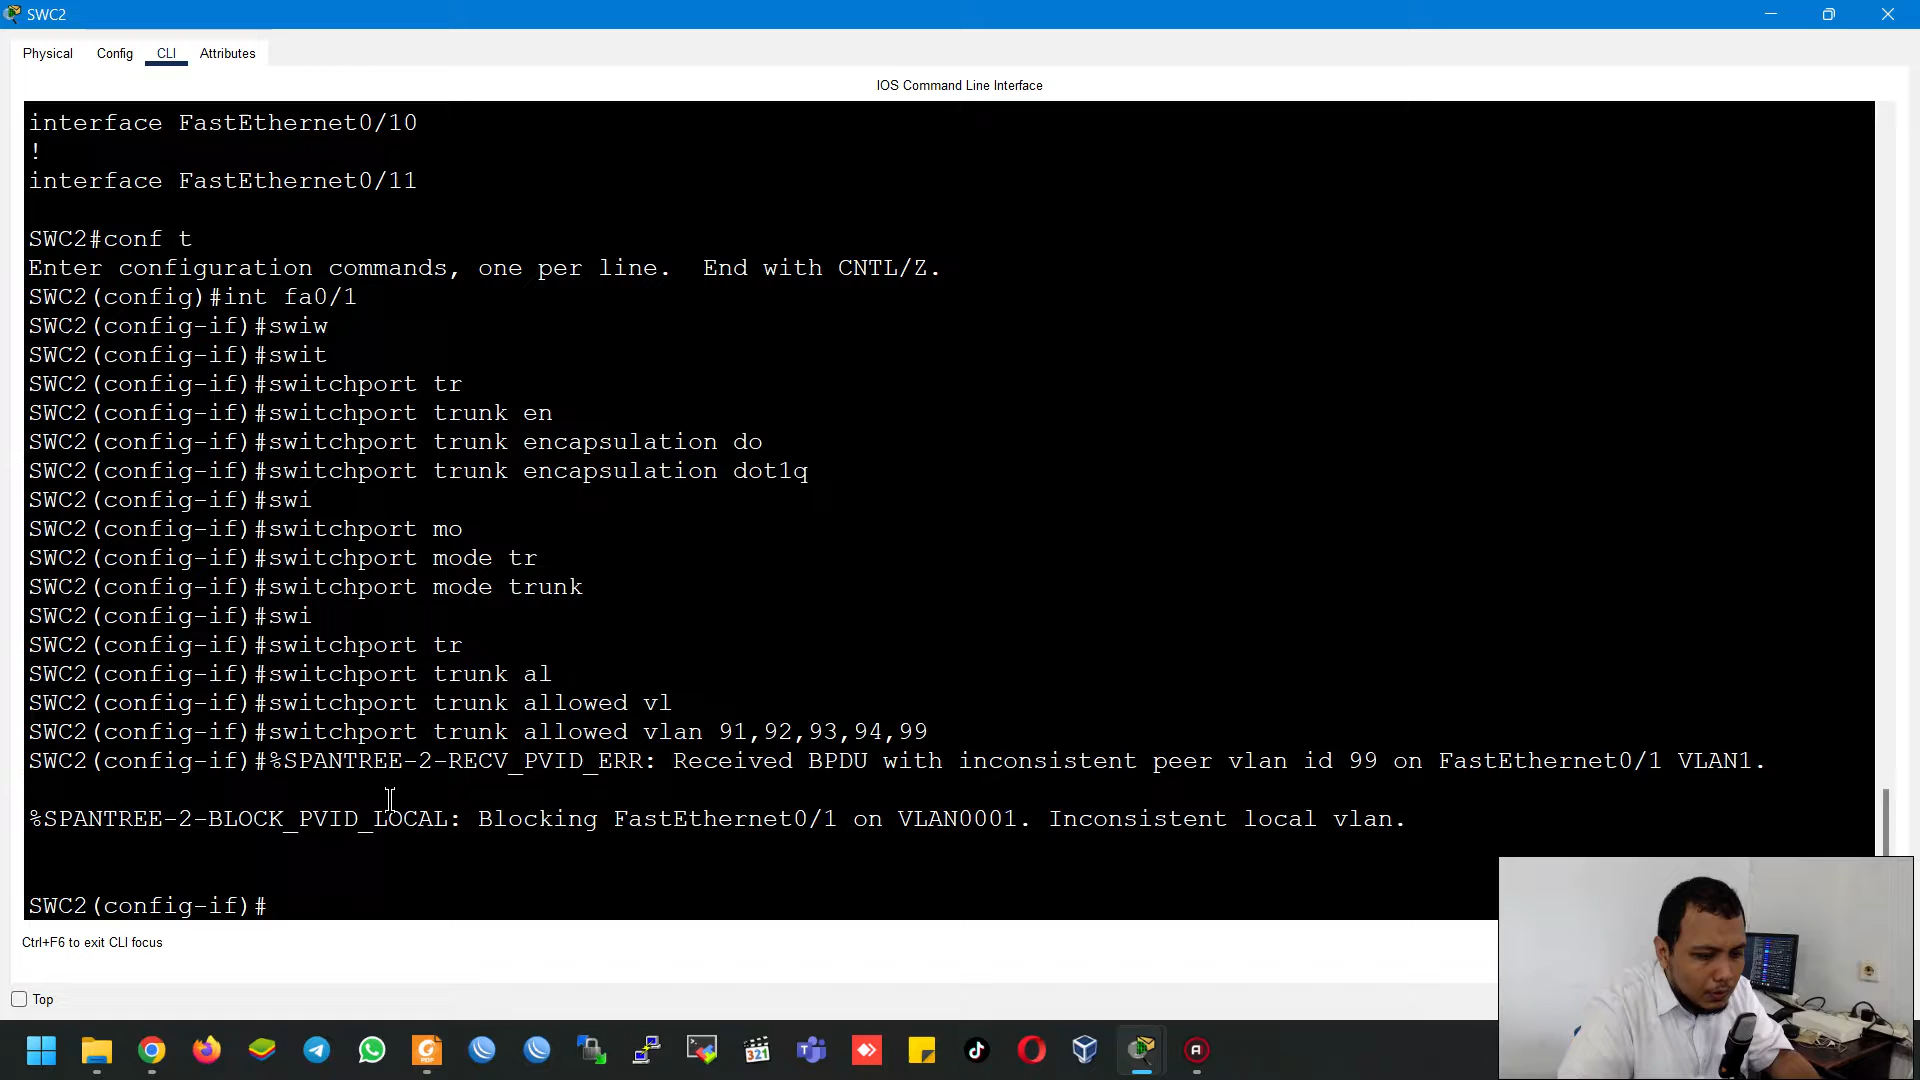 SWC2
Physical
Config
CLI
Attributes
IOS Command Line Interface
interface FastEthernet0/10
!
interface FastEthernet0/11
SWC2#conf t
Enter configuration commands, one per line.  End with CNTL/Z.
SWC2(config)#int fa0/1
SWC2(config-if)#swiw
SWC2(config-if)#swit
SWC2(config-if)#switchport tr
SWC2(config-if)#switchport trunk en
SWC2(config-if)#switchport trunk encapsulation do
SWC2(config-if)#switchport trunk encapsulation dot1q
SWC2(config-if)#swi
SWC2(config-if)#switchport mo
SWC2(config-if)#switchport mode tr
SWC2(config-if)#switchport mode trunk
SWC2(config-if)#swi
SWC2(config-if)#switchport tr
SWC2(config-if)#switchport trunk al
SWC2(config-if)#switchport trunk allowed vl
SWC2(config-if)#switchport trunk allowed vlan 91,92,93,94,99
SWC2(config-if)#%SPANTREE-2-RECV_PVID_ERR: Received BPDU with inconsistent peer vlan id 99 on FastEthernet0/1 VLAN1.
%SPANTREE-2-BLOCK_PVID_LOCAL: Blocking FastEthernet0/1 on VLAN0001. Inconsistent local vlan.
SWC2(config-if)#
Ctrl+F6 to exit CLI focus
Top
PDF
321